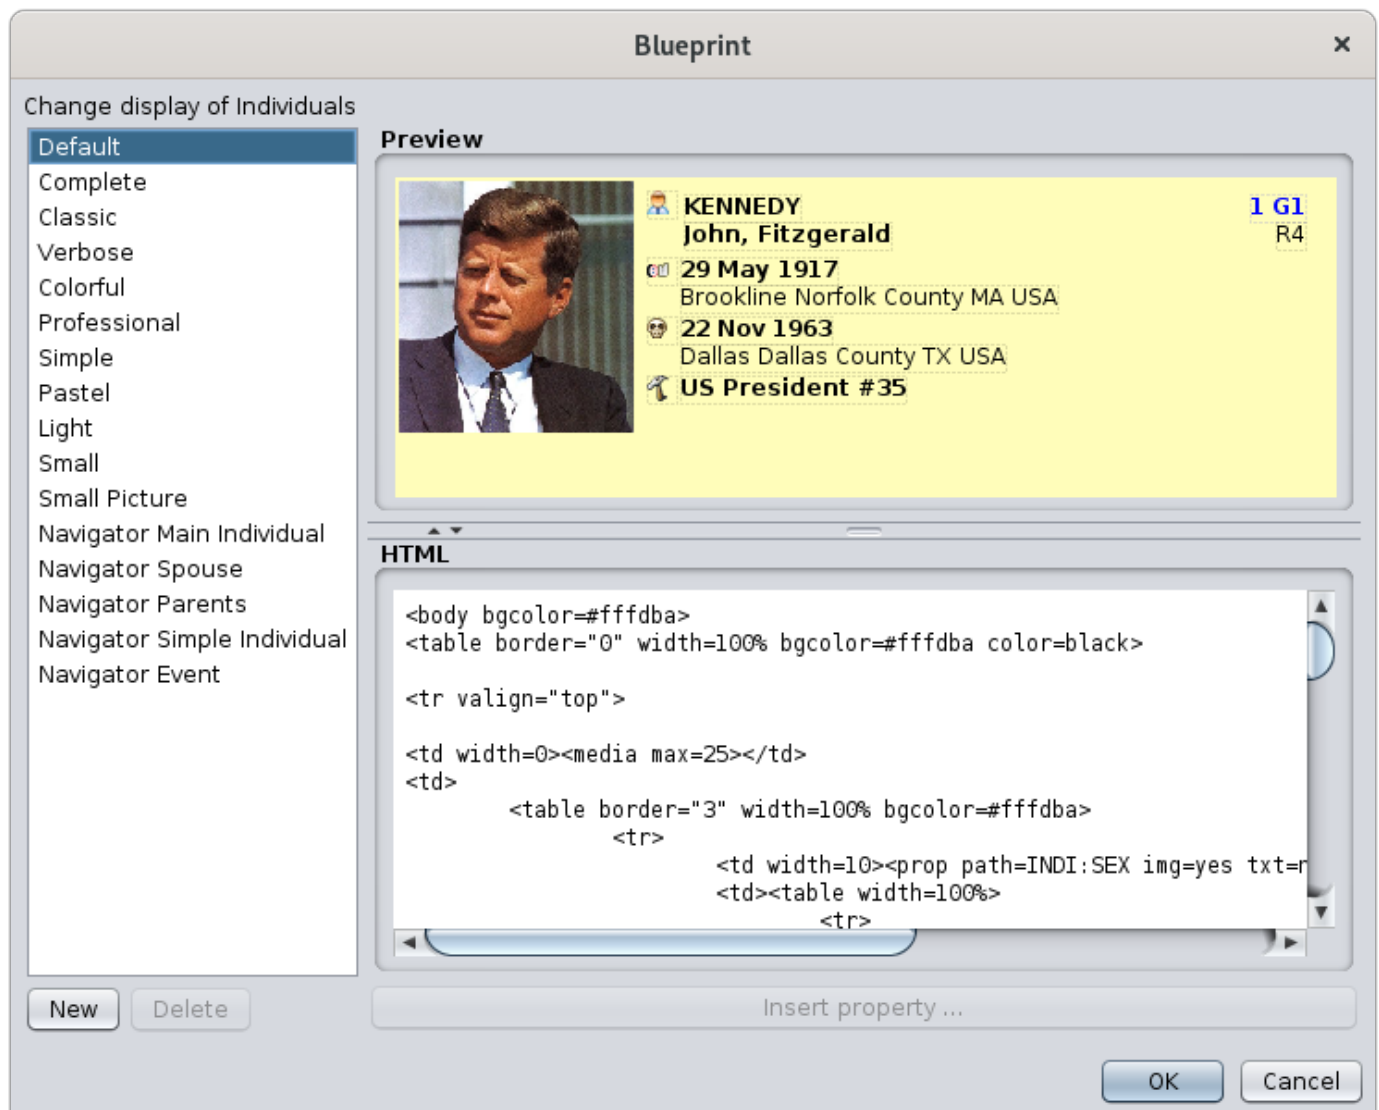 Blueprint
Change display of Individuals
Default
Complete
Classic
Verbose
Colorful
Professional
Simple
Pastel
Light
Small
Small Picture
Navigator Main Individual
Navigator Spouse
Navigator Parents
Navigator Simple Individual
Navigator Event
New
Delete
Preview
KENNEDY 1 G1
John, Fitzgerald R4
29 May 1917
Brookline Norfolk County MA USA
22 Nov 1963
Dallas Dallas County TX USA
US President #35
HTML
<body bgcolor=#fffdba>
<table border="0" width=100% bgcolor=#fffdba color=black>
<tr valign="top">
<td width=0><media max=25></td>
<td>
<table border="3" width=100% bgcolor=#fffdba>
<tr>
<td width=10><prop path=INDI:SEX img=yes
<td><table width=100%>
<tr>
Insert property ...
OK
Cancel